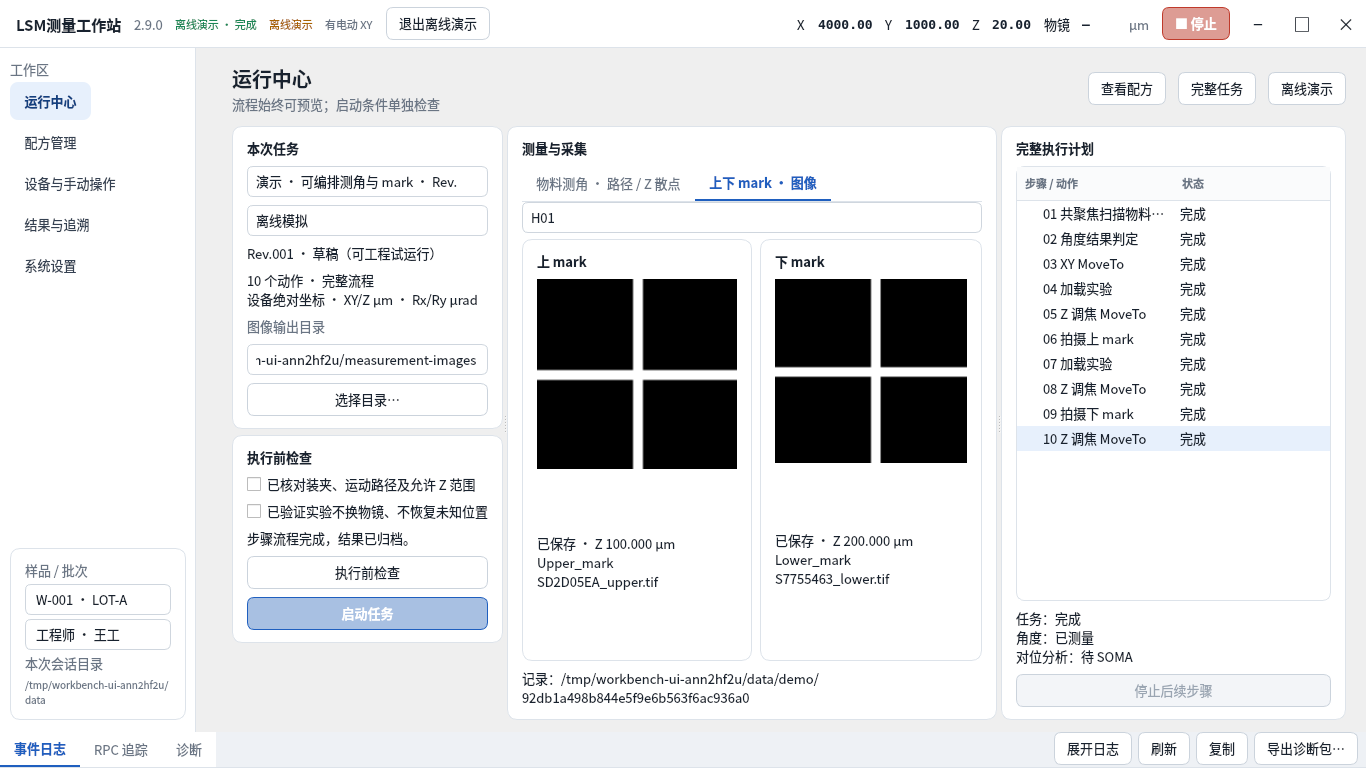 LSM测量工作站 2.9.0 离线演示 · 完成 离线演示 有电动 XY 退出离线演示 X 4000.00 Y 1000.00 Z 20.00 物镜 — μm 停止
工作区
运行中心
配方管理
设备与手动操作
结果与追溯
系统设置
样品 / 批次
W-001 · LOT-A
工程师 · 王工
本次会话目录
/tmp/workbench-ui-ann2hf2u/
data
运行中心
流程始终可预览；启动条件单独检查
查看配方 完整任务 离线演示
本次任务
演示 · 可编排测角与 mark · Rev.
离线模拟
Rev.001 · 草稿（可工程试运行）
10 个动作 · 完整流程
设备绝对坐标 · XY/Z μm · Rx/Ry μrad
图像输出目录
-ui-ann2hf2u/measurement-images
选择目录…
执行前检查
已核对装夹、运动路径及允许 Z 范围
已验证实验不换物镜、不恢复未知位置
步骤流程完成，结果已归档。
执行前检查
启动任务
测量与采集
物料测角 · 路径 / Z 散点 上下 mark · 图像
H01
上 mark
已保存 · Z 100.000 μm
Upper_mark
SD2D05EA_upper.tif
下 mark
已保存 · Z 200.000 μm
Lower_mark
S7755463_lower.tif
记录：/tmp/workbench-ui-ann2hf2u/data/demo/
92db1a498b844e5f9e6b563f6ac936a0
完整执行计划
步骤 / 动作 状态
01 共聚焦扫描物料… 完成
02 角度结果判定 完成
03 XY MoveTo 完成
04 加载实验 完成
05 Z 调焦 MoveTo 完成
06 拍摄上 mark 完成
07 加载实验 完成
08 Z 调焦 MoveTo 完成
09 拍摄下 mark 完成
10 Z 调焦 MoveTo 完成
任务：完成
角度：已测量
对位分析：待 SOMA
停止后续步骤
事件日志 RPC 追踪 诊断 展开日志 刷新 复制 导出诊断包…